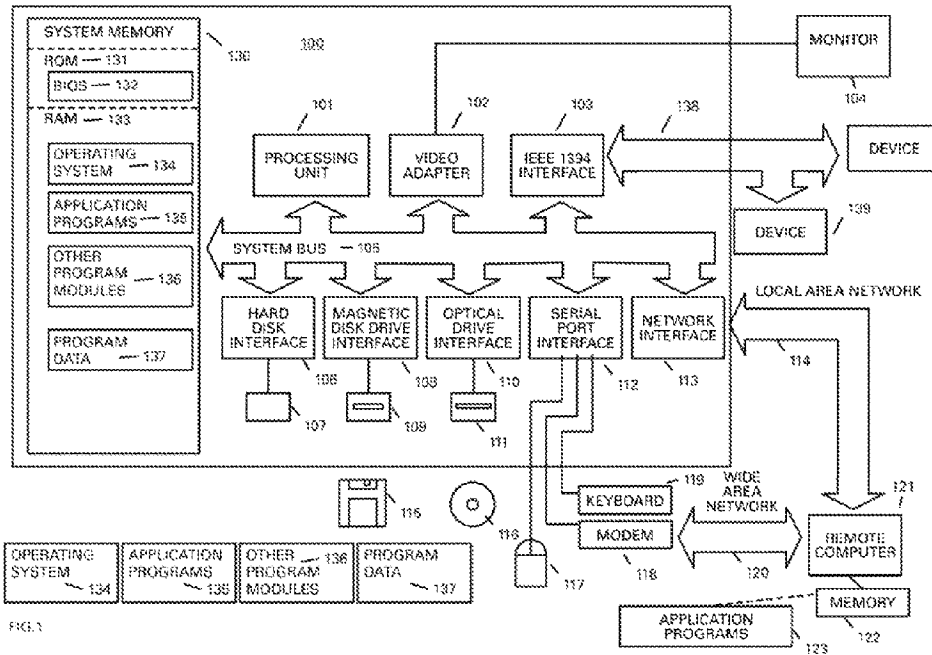 SYSTEM MEMORY
130
100
ROM 131
BIOS 132
RAM 133
OPERATING
SYSTEM 134
APPLICATION
PROGRAMS 135
OTHER
PROGRAM
MODULES 136
PROGRAM
DATA 137
101
PROCESSING
UNIT
102
VIDEO
ADAPTER
103
IEEE 1394
INTERFACE
138
MONITOR
104
DEVICE
DEVICE
139
SYSTEM BUS 105
HARD
DISK
INTERFACE
106
107
MAGNETIC
DISK DRIVE
INTERFACE
108
109
OPTICAL
DRIVE
INTERFACE
110
111
SERIAL
PORT
INTERFACE
112
NETWORK
INTERFACE
113
LOCAL AREA NETWORK
114
115
116
117
119
KEYBOARD
MODEM
118
WIDE
AREA
NETWORK
120
121
REMOTE
COMPUTER
MEMORY
122
APPLICATION
PROGRAMS
123
OPERATING
SYSTEM 134
APPLICATION
PROGRAMS 135
OTHER 136
PROGRAM
MODULES
PROGRAM
DATA
137
FIG.1